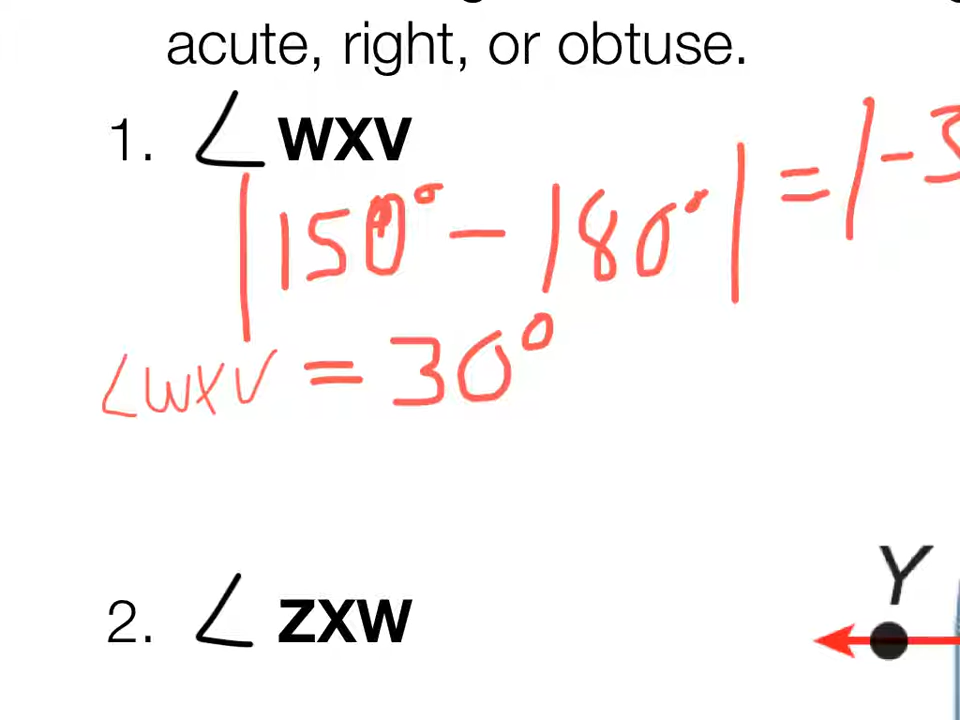 acute, right, or obtuse.
1. ∠ WXV
|150° - 180°| = |-3
∠WXV = 30°
2. ∠ ZXW
Y